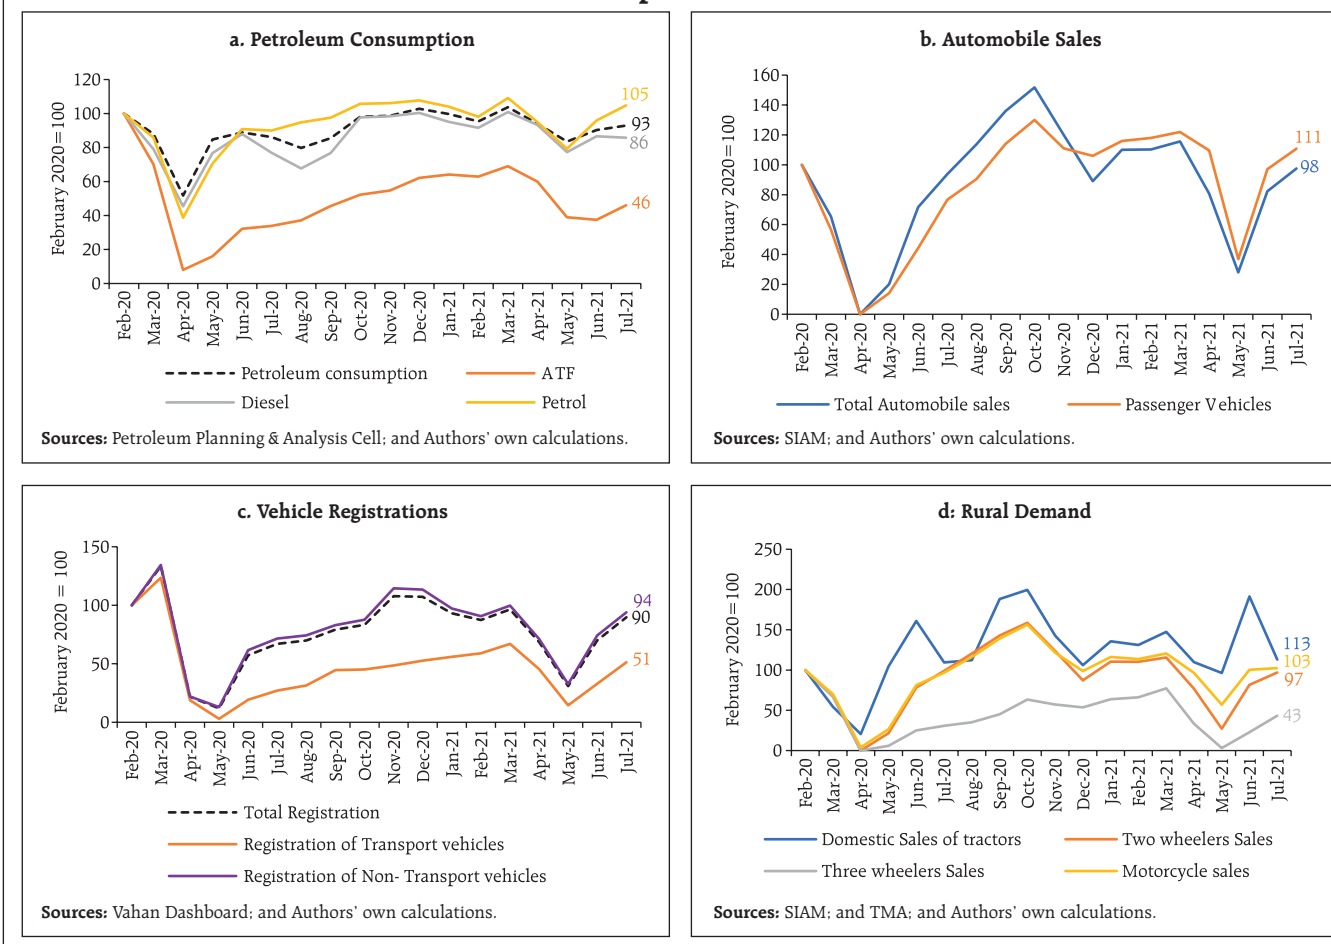 a. Petroleum Consumption
February 2020=100
120
100
80
60
40
20
0
105
93
86
46
Feb-20
Mar-20
Apr-20
May-20
Jun-20
Jul-20
Aug-20
Sep-20
Oct-20
Nov-20
Dec-20
Jan-21
Feb-21
Mar-21
Apr-21
May-21
Jun-21
Jul-21
Petroleum consumption
ATF
Diesel
Petrol
Sources: Petroleum Planning & Analysis Cell; and Authors' own calculations.
b. Automobile Sales
February 2020=100
160
140
120
100
80
60
40
20
0
111
98
Feb-20
Mar-20
Apr-20
May-20
Jun-20
Jul-20
Aug-20
Sep-20
Oct-20
Nov-20
Dec-20
Jan-21
Feb-21
Mar-21
Apr-21
May-21
Jun-21
Jul-21
Total Automobile sales
Passenger Vehicles
Sources: SIAM; and Authors' own calculations.
c. Vehicle Registrations
February 2020 = 100
150
100
50
0
94
90
51
Feb-20
Mar-20
Apr-20
May-20
Jun-20
Jul-20
Aug-20
Sep-20
Oct-20
Nov-20
Dec-20
Jan-21
Feb-21
Mar-21
Apr-21
May-21
Jun-21
Jul-21
Total Registration
Registration of Transport vehicles
Registration of Non- Transport vehicles
Sources: Vahan Dashboard; and Authors' own calculations.
d: Rural Demand
February 2020=100
250
200
150
100
50
0
113
103
97
43
Feb-20
Mar-20
Apr-20
May-20
Jun-20
Jul-20
Aug-20
Sep-20
Oct-20
Nov-20
Dec-20
Jan-21
Feb-21
Mar-21
Apr-21
May-21
Jun-21
Jul-21
Domestic Sales of tractors
Two wheelers Sales
Three wheelers Sales
Motorcycle sales
Sources: SIAM; and TMA; and Authors' own calculations.